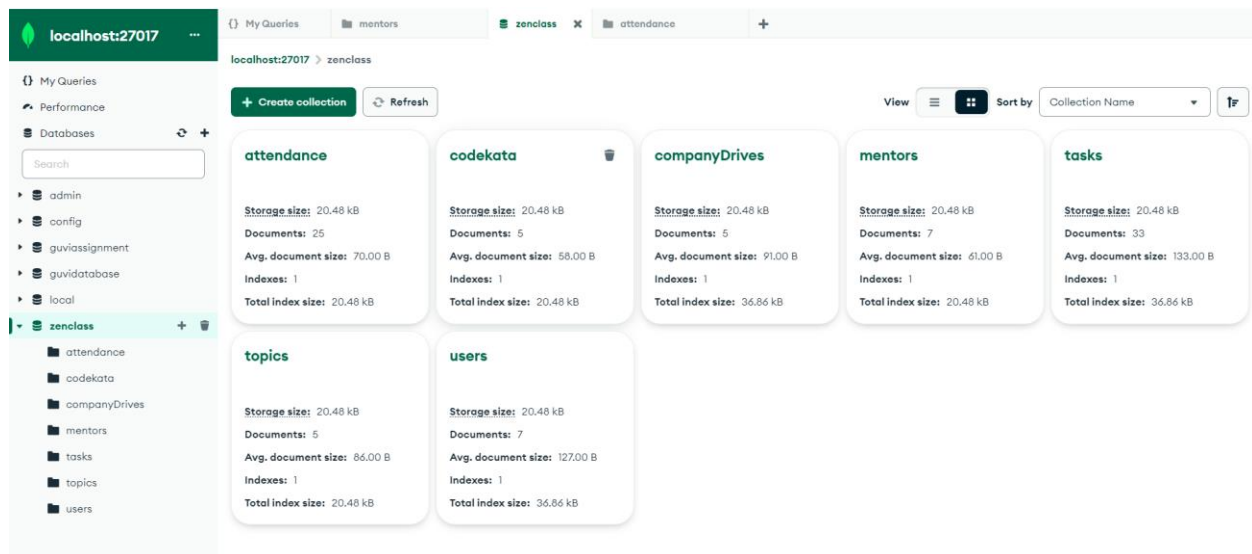 localhost:27017 ...
{} My Queries
Performance
Databases
Search
admin
config
guviassignment
guvidatabase
local
zenclass
attendance
codekata
companyDrives
mentors
tasks
topics
users
{} My Queries mentors zenclass attendance
localhost:27017 > zenclass
+ Create collection Refresh View Sort by Collection Name
attendance
Storage size: 20.48 kB
Documents: 25
Avg. document size: 70.00 B
Indexes: 1
Total index size: 20.48 kB
codekata
Storage size: 20.48 kB
Documents: 5
Avg. document size: 58.00 B
Indexes: 1
Total index size: 20.48 kB
companyDrives
Storage size: 20.48 kB
Documents: 5
Avg. document size: 91.00 B
Indexes: 1
Total index size: 36.86 kB
mentors
Storage size: 20.48 kB
Documents: 7
Avg. document size: 61.00 B
Indexes: 1
Total index size: 20.48 kB
tasks
Storage size: 20.48 kB
Documents: 33
Avg. document size: 133.00 B
Indexes: 1
Total index size: 36.86 kB
topics
Storage size: 20.48 kB
Documents: 5
Avg. document size: 86.00 B
Indexes: 1
Total index size: 20.48 kB
users
Storage size: 20.48 kB
Documents: 7
Avg. document size: 127.00 B
Indexes: 1
Total index size: 36.86 kB